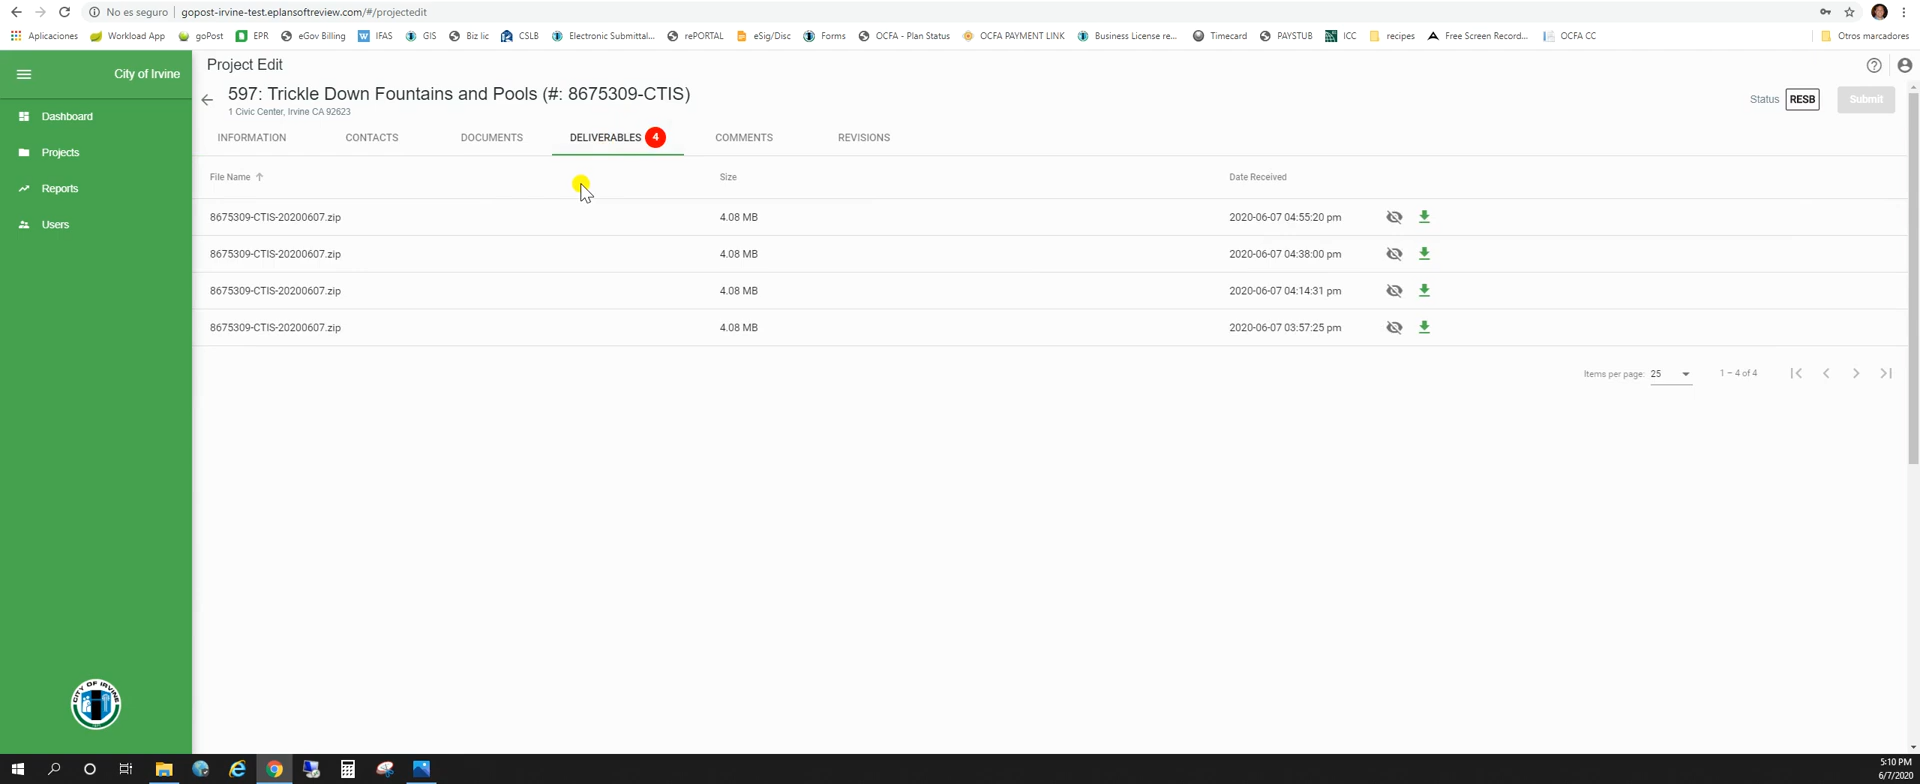 No es seguro | gopost-irvine-test.eplansoftreview.com/#/projectedit
Aplicaciones Workload App goPost EPR eGov Billing IFAS GIS Biz lic CSLB Electronic Submittal... rePORTAL eSig/Disc Forms OCFA - Plan Status OCFA PAYMENT LINK Business License re... Timecard PAYSTUB ICC recipes Free Screen Record... OCFA CC Otros marcadores
City of Irvine
Dashboard
Projects
Reports
Users
CITY OF IRVINE
Project Edit
597: Trickle Down Fountains and Pools (#: 8675309-CTIS)
1 Civic Center, Irvine CA 92623
Status RESB Submit
INFORMATION CONTACTS DOCUMENTS DELIVERABLES 4 COMMENTS REVISIONS
File Name Size Date Received
8675309-CTIS-20200607.zip 4.08 MB 2020-06-07 04:55:20 pm
8675309-CTIS-20200607.zip 4.08 MB 2020-06-07 04:38:00 pm
8675309-CTIS-20200607.zip 4.08 MB 2020-06-07 04:14:31 pm
8675309-CTIS-20200607.zip 4.08 MB 2020-06-07 03:57:25 pm
Items per page: 25 1 – 4 of 4
5:10 PM
6/7/2020